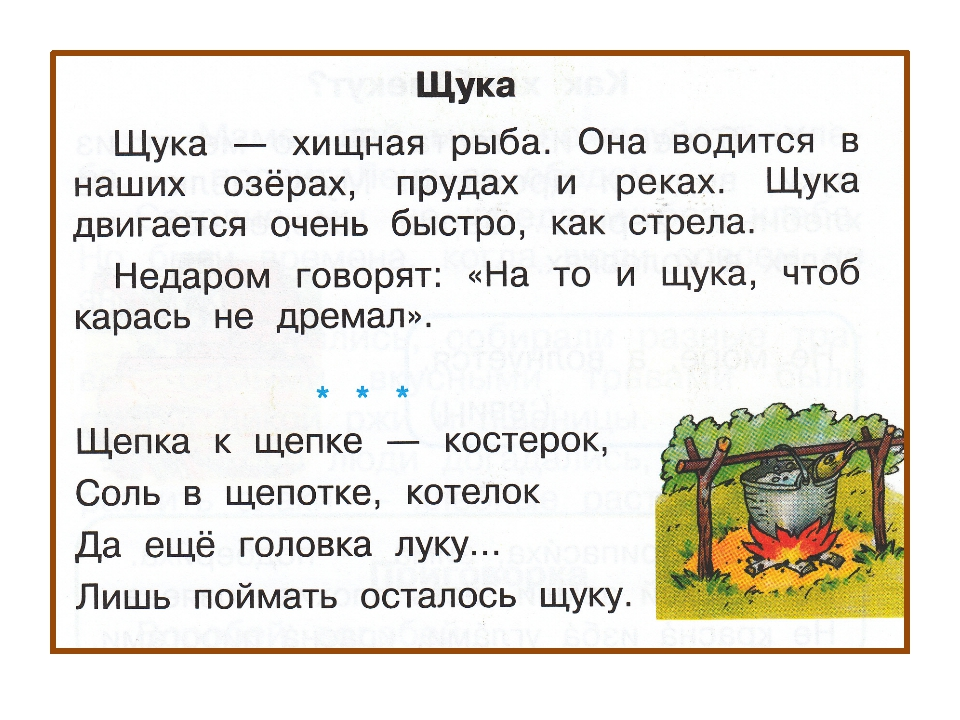 Щука
Щука — хищная рыба. Она водится в
наших озёрах, прудах и реках. Щука
двигается очень быстро, как стрела.
Недаром говорят: «На то и щука, чтоб
карась не дремал».
* * *
Щепка к щепке — костерок,
Соль в щепотке, котелок
Да ещё головка луку...
Лишь поймать осталось щуку.